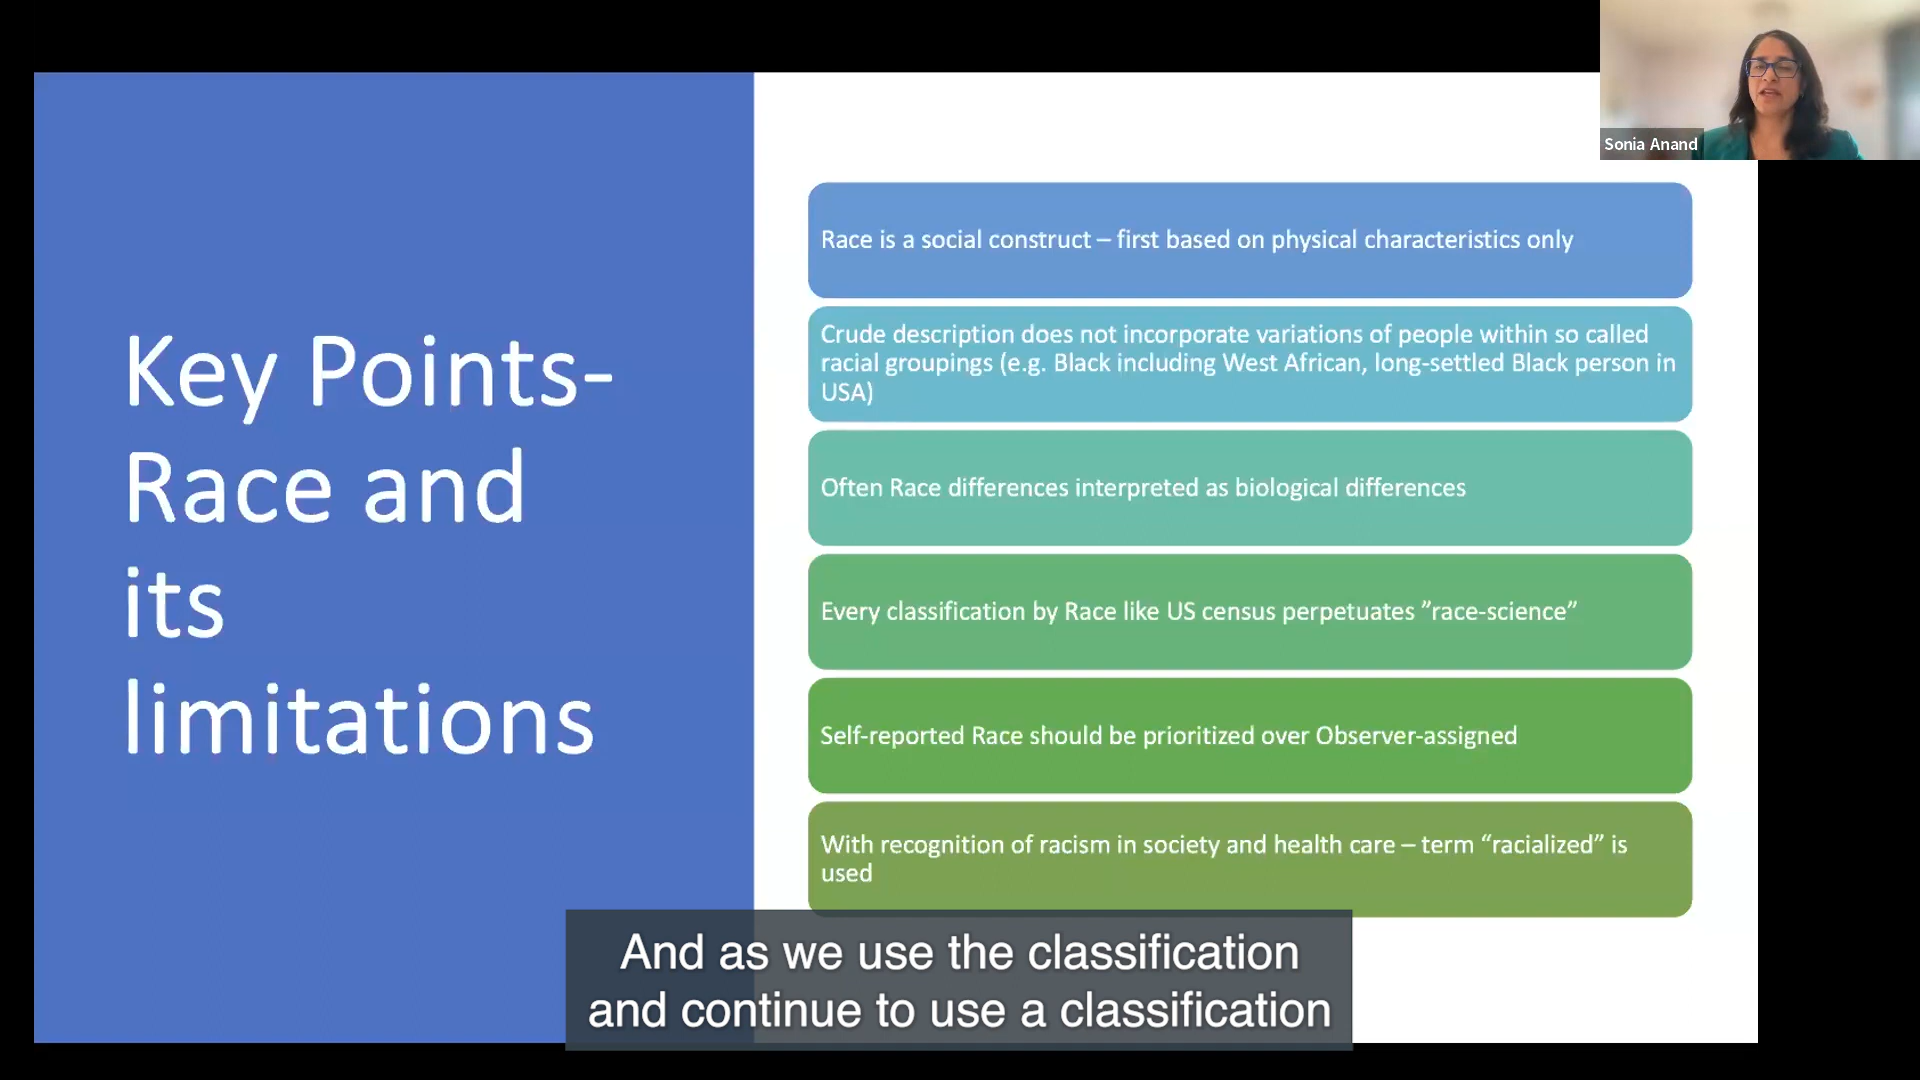 Sonia Anand
Key Points-
Race and
its
limitations
Race is a social construct – first based on physical characteristics only
Crude description does not incorporate variations of people within so called
racial groupings (e.g. Black including West African, long-settled Black person in
USA)
Often Race differences interpreted as biological differences
Every classification by Race like US census perpetuates ”race-science”
Self-reported Race should be prioritized over Observer-assigned
With recognition of racism in society and health care – term “racialized” is
used
And as we use the classification
and continue to use a classification